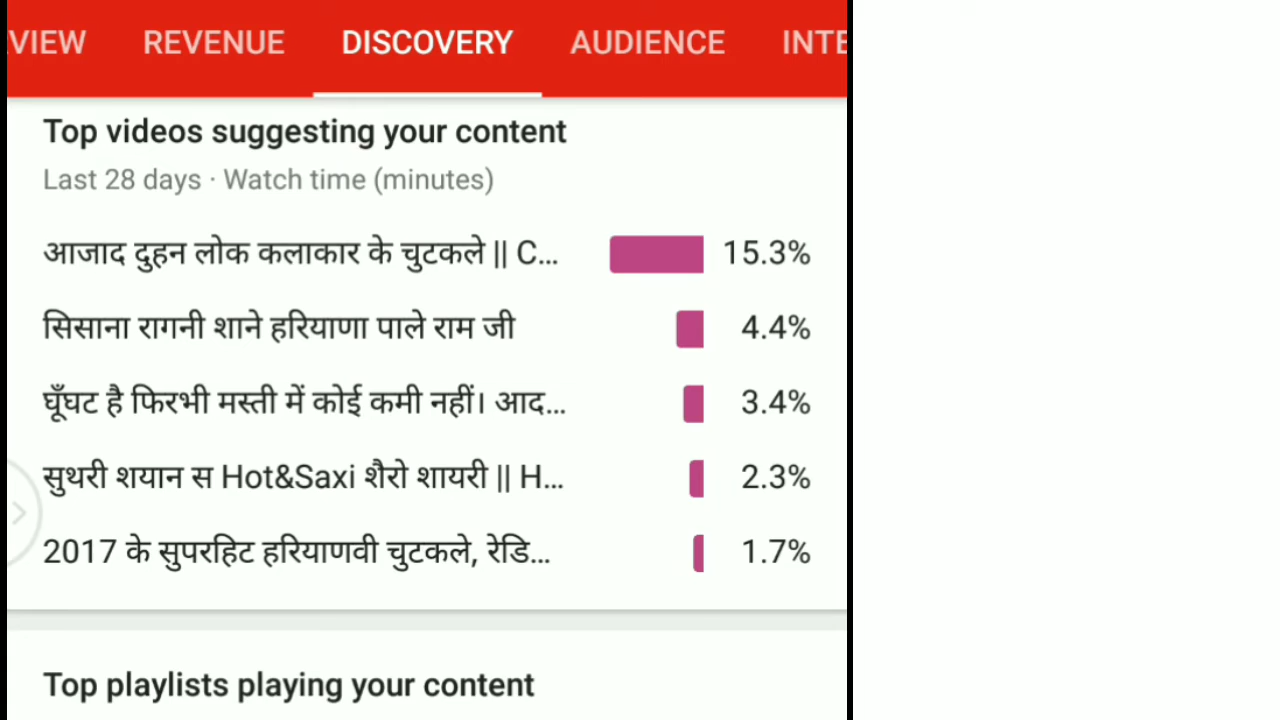 VIEW REVENUE DISCOVERY AUDIENCE INTE
Top videos suggesting your content
Last 28 days · Watch time (minutes)
आजाद दुहन लोक कलाकार के चुटकले || C... 15.3%
सिसाना रागनी शाने हरियाणा पाले राम जी 4.4%
घूँघट है फिरभी मस्ती में कोई कमी नहीं। आद... 3.4%
सुथरी शयान स Hot&Saxi शैरो शायरी || H... 2.3%
2017 के सुपरहिट हरियाणवी चुटकले, रेडि... 1.7%
Top playlists playing your content